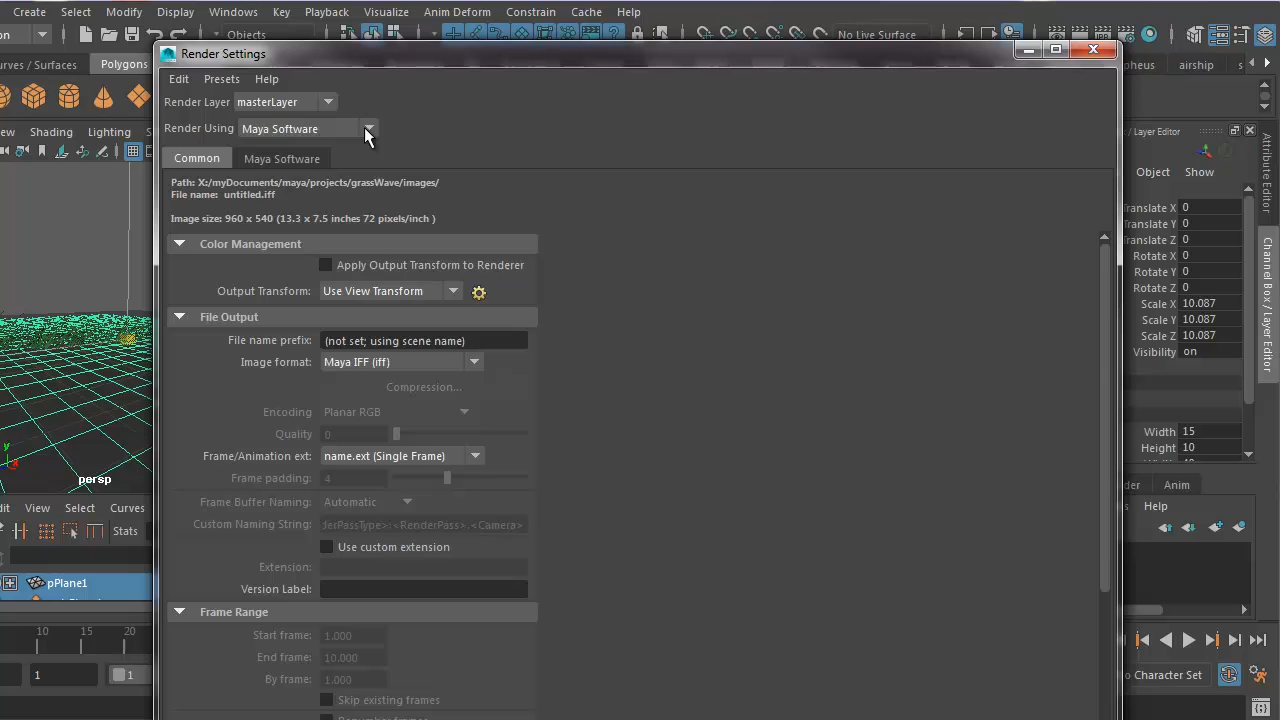 Create Select Modify Display Windows Key Playback Visualize Anim Deform Constrain Cache Help
Objects
No Live Surface
Render Settings
urves / Surfaces
Polygons
pheus
airship
s
Edit Presets Help
Render Layer masterLayer
Render Using Maya Software
ew Shading Lighting
Common
Maya Software
Path: X:/myDocuments/maya/projects/grassWave/images/
File name: untitled.iff
Image size: 960 x 540 (13.3 x 7.5 inches 72 pixels/inch )
Color Management
Apply Output Transform to Renderer
Output Transform: Use View Transform
File Output
File name prefix: (not set; using scene name)
Image format: Maya IFF (iff)
Compression...
Encoding Planar RGB
Quality 0
Frame/Animation ext: name.ext (Single Frame)
Frame padding: 4
Frame Buffer Naming: Automatic
Custom Naming String: derPassType>:<RenderPass>.<Camera>
Use custom extension
Extension:
Version Label:
Frame Range
Start frame: 1.000
End frame: 10.000
By frame: 1.000
Skip existing frames
Renumber frames
/ Layer Editor
Object Show
Translate X 0
Translate Y 0
Translate Z 0
Rotate X 0
Rotate Y 0
Rotate Z 0
Scale X 10.087
Scale Y 10.087
Scale Z 10.087
Visibility on
Width 15
Height 10
Attribute Editor
Channel Box / Layer Editor
der Anim
s Help
y
x
persp
dit View Select Curves
Stats
pPlane1
10 15 20
1
1
o Character Set